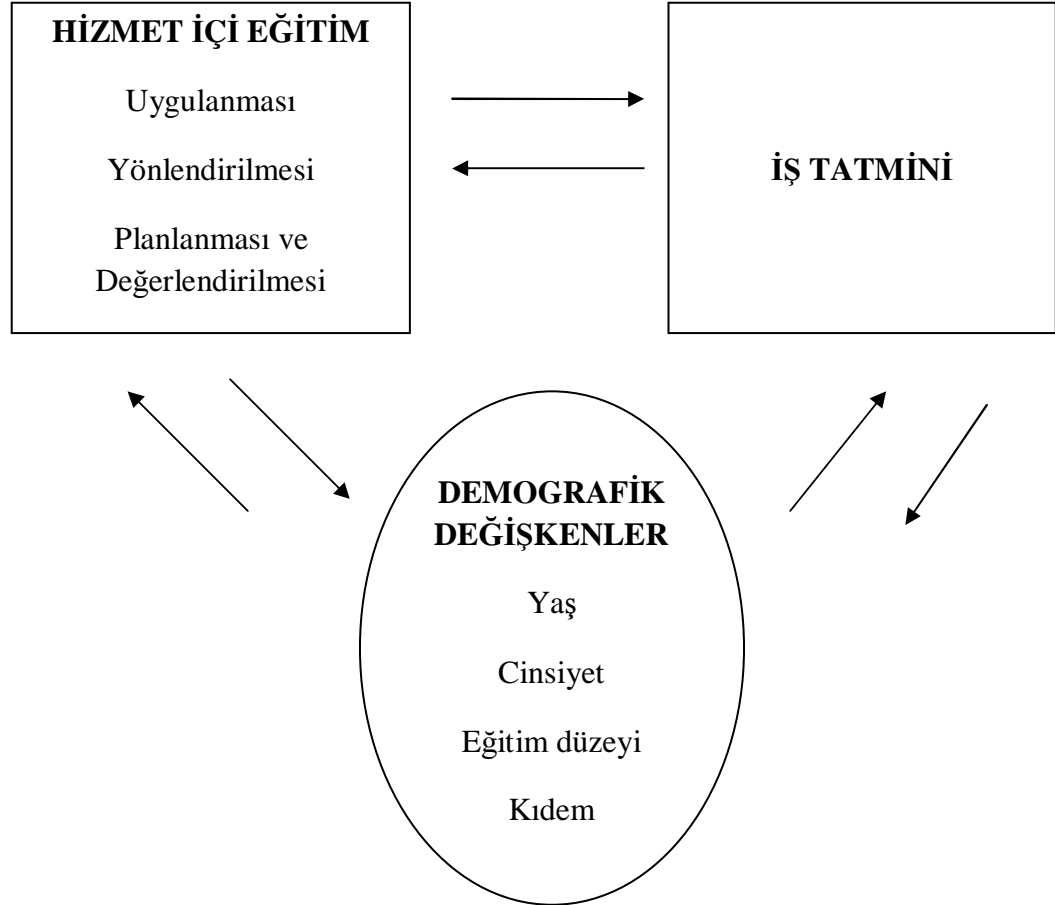 HİZMET İÇİ EĞİTİM
Uygulanması
Yönlendirilmesi
Planlanması ve
Değerlendirilmesi
İŞ TATMİNİ
DEMOGRAFİK
DEĞİŞKENLER
Yaş
Cinsiyet
Eğitim düzeyi
Kıdem